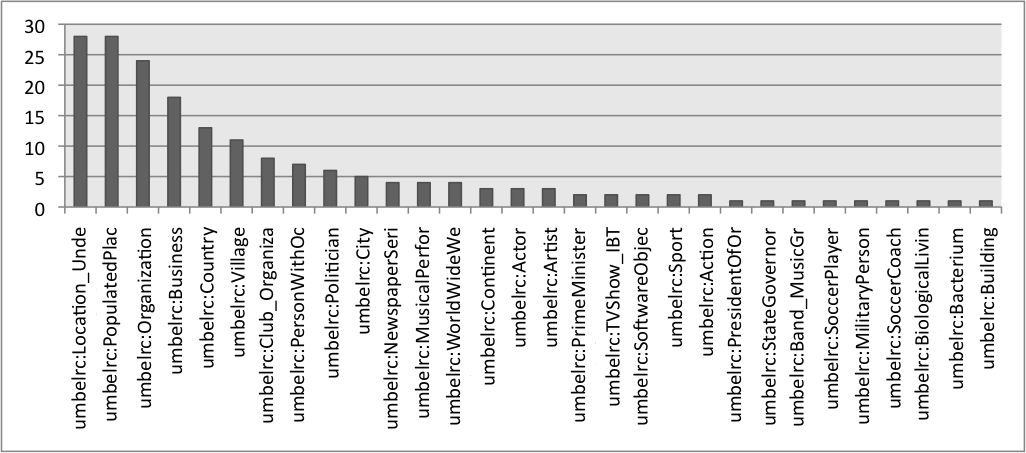 30
25
20
15
10
5
0
umbelrc:Location_Unde
umbelrc:PopulatedPlac
umbelrc:Organization
umbelrc:Business
umbelrc:Country
umbelrc:Village
umbelrc:Club_Organiza
umbelrc:PersonWithOc
umbelrc:Politician
umbelrc:City
umbelrc:NewspaperSeri
umbelrc:MusicalPerfor
umbelrc:WorldWideWe
umbelrc:Continent
umbelrc:Actor
umbelrc:Artist
umbelrc:PrimeMinister
umbelrc:TVShow_IBT
umbelrc:SoftwareObjec
umbelrc:Sport
umbelrc:Action
umbelrc:PresidentOfOr
umbelrc:StateGovernor
umbelrc:Band_MusicGr
umbelrc:SoccerPlayer
umbelrc:MilitaryPerson
umbelrc:SoccerCoach
umbelrc:BiologicalLivin
umbelrc:Bacterium
umbelrc:Building